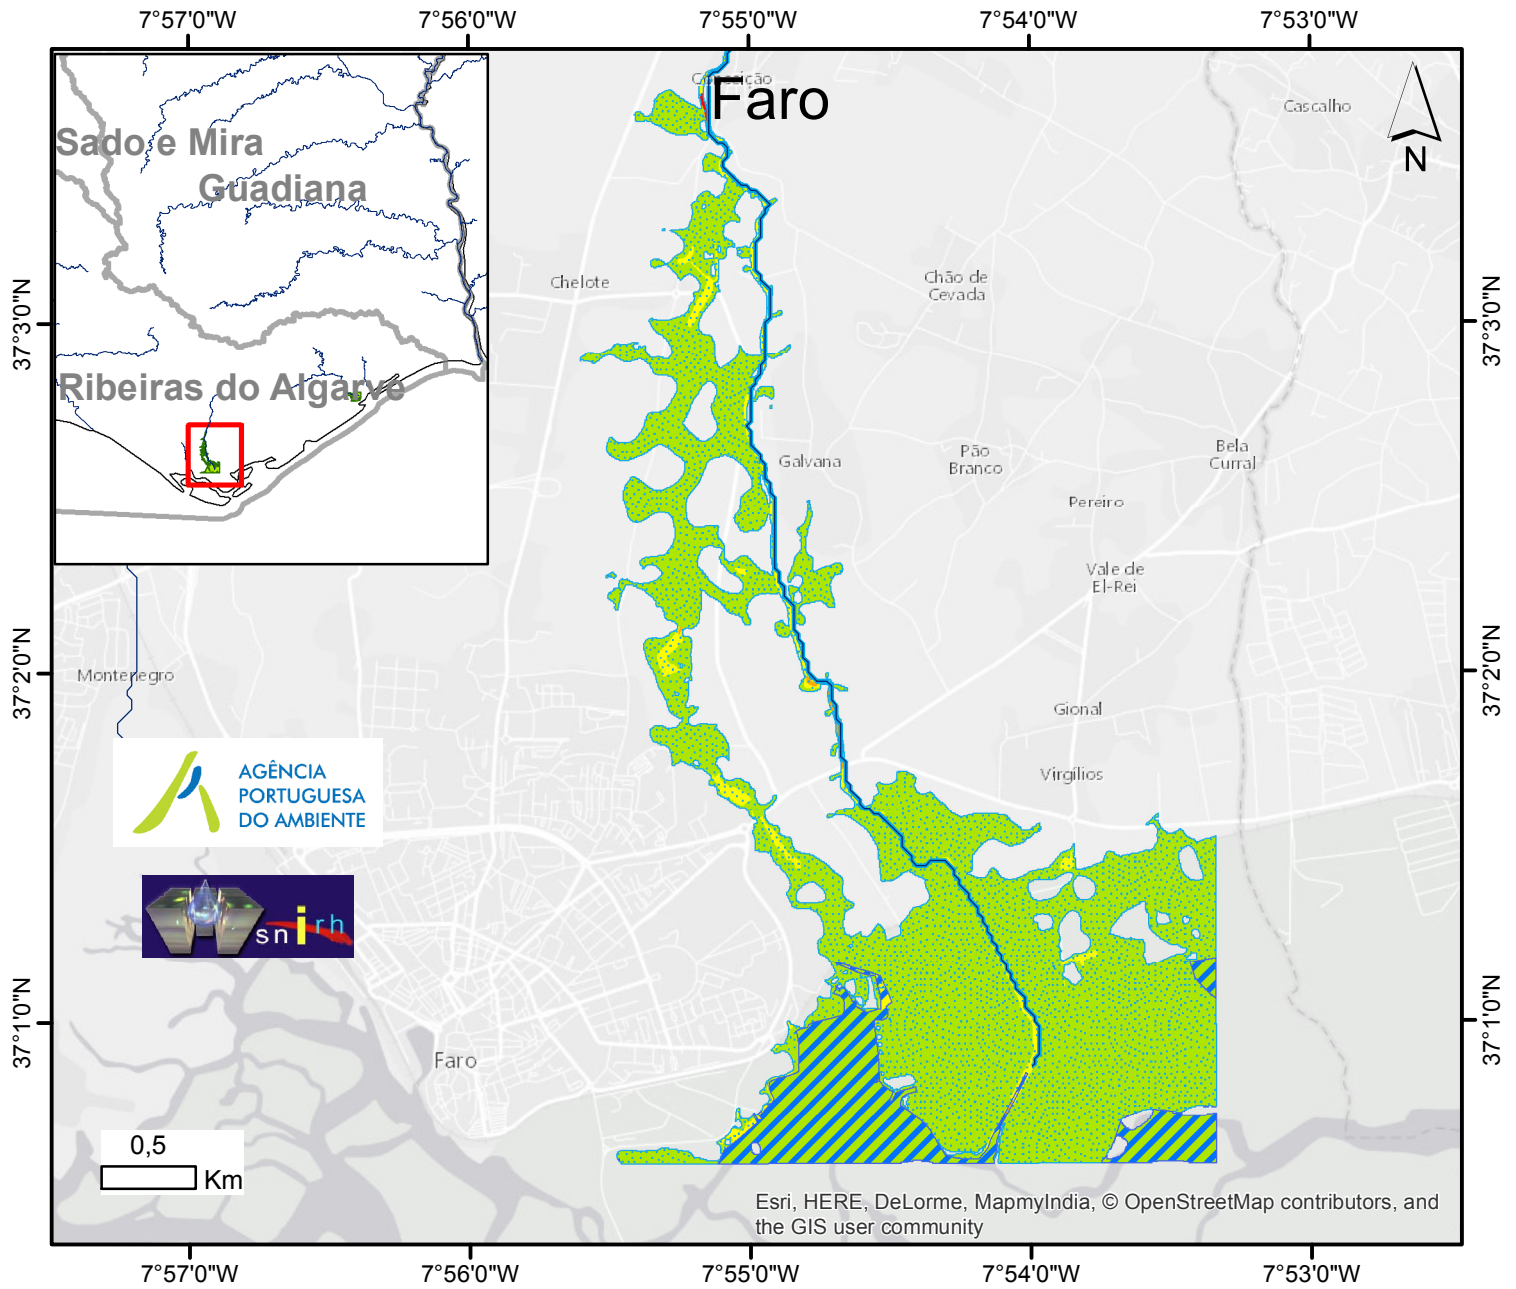 7°57'0"W
7°56'0"W
7°55'0"W
7°54'0"W
7°53'0"W
Conceição
Faro
Cascalho
N
Sado e Mira
Guadiana
Ribeiras do Algarve
37°3'0"N
37°3'0"N
Chelote
Chão de
Cevada
Galvana
Pão
Branco
Bela
Curral
Pereiro
Vale de
El-Rei
37°2'0"N
37°2'0"N
Montenegro
Gional
Virgílios
AGÊNCIA
PORTUGUESA
DO AMBIENTE
snirh
37°1'0"N
37°1'0"N
Faro
0,5
Km
Esri, HERE, DeLorme, MapmyIndia, © OpenStreetMap contributors, and
the GIS user community
7°57'0"W
7°56'0"W
7°55'0"W
7°54'0"W
7°53'0"W